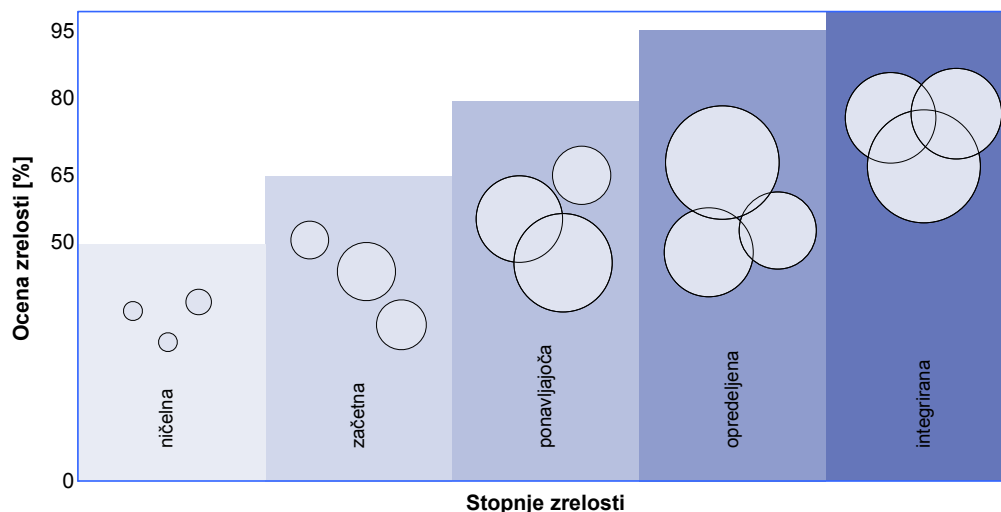 95
80
65
50
0
Ocena zrelosti [%]
ničelna
začetna
ponavljajoča
opredeljena
integrirana
Stopnje zrelosti